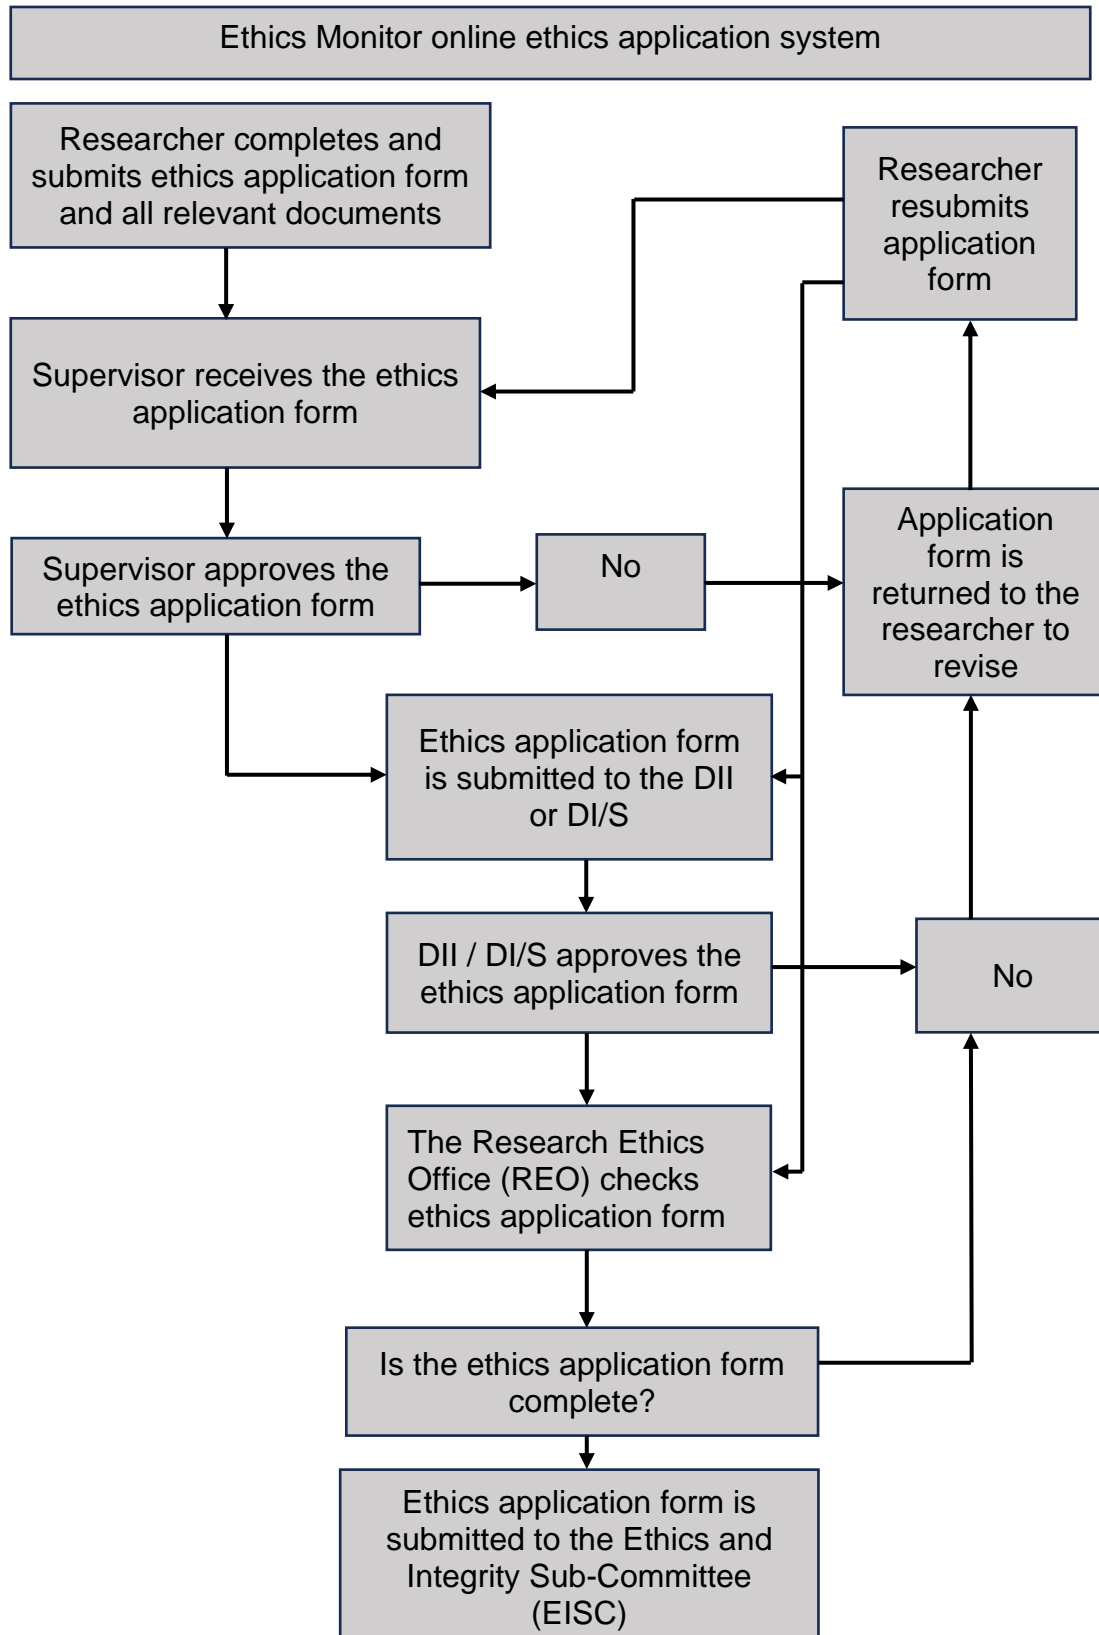 Ethics Monitor online ethics application system
Researcher completes and
submits ethics application form
and all relevant documents
Researcher
resubmits
application
form
Supervisor receives the ethics
application form
Supervisor approves the
ethics application form
No
Application
form is
returned to the
researcher to
revise
Ethics application form
is submitted to the DII
or DI/S
DII / DI/S approves the
ethics application form
No
The Research Ethics
Office (REO) checks
ethics application form
Is the ethics application form
complete?
Ethics application form is
submitted to the Ethics and
Integrity Sub-Committee
(EISC)